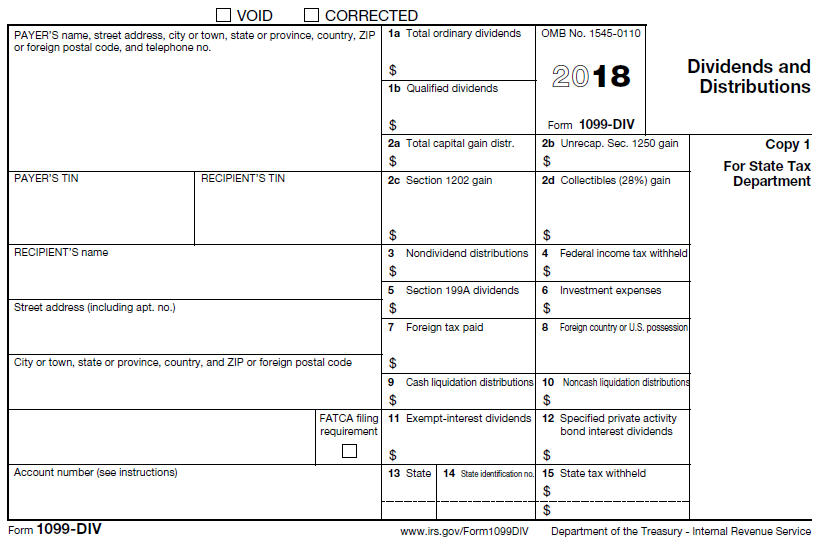 VOID CORRECTED
PAYER'S name, street address, city or town, state or province, country, ZIP
or foreign postal code, and telephone no.
1a Total ordinary dividends
$
1b Qualified dividends
$
OMB No. 1545-0110
2018
Form 1099-DIV
Dividends and
Distributions
2a Total capital gain distr.
$
2b Unrecap. Sec. 1250 gain
$
Copy 1
For State Tax
Department
PAYER'S TIN
RECIPIENT'S TIN
2c Section 1202 gain
$
2d Collectibles (28%) gain
$
RECIPIENT'S name
3 Nondividend distributions
$
4 Federal income tax withheld
$
5 Section 199A dividends
$
6 Investment expenses
$
Street address (including apt. no.)
7 Foreign tax paid
$
8 Foreign country or U.S. possession
City or town, state or province, country, and ZIP or foreign postal code
9 Cash liquidation distributions
$
10 Noncash liquidation distributions
$
FATCA filing
requirement
11 Exempt-interest dividends
$
12 Specified private activity
bond interest dividends
$
Account number (see instructions)
13 State
14 State identification no.
15 State tax withheld
$
$
Form 1099-DIV
www.irs.gov/Form1099DIV
Department of the Treasury - Internal Revenue Service